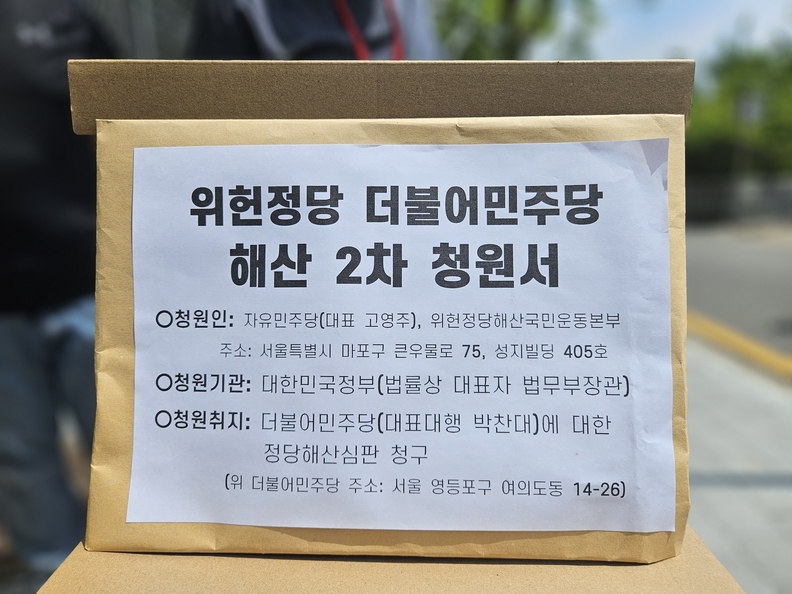 위헌정당 더불어민주당
해산 2차 청원서
○청원인: 자유민주당(대표 고영주), 위헌정당해산국민운동본부
주소: 서울특별시 마포구 큰우물로 75, 성지빌딩 405호
○청원기관: 대한민국정부(법률상 대표자 법무부장관)
○청원취지: 더불어민주당(대표대행 박찬대)에 대한
정당해산심판 청구
(위 더불어민주당 주소: 서울 영등포구 여의도동 14-26)